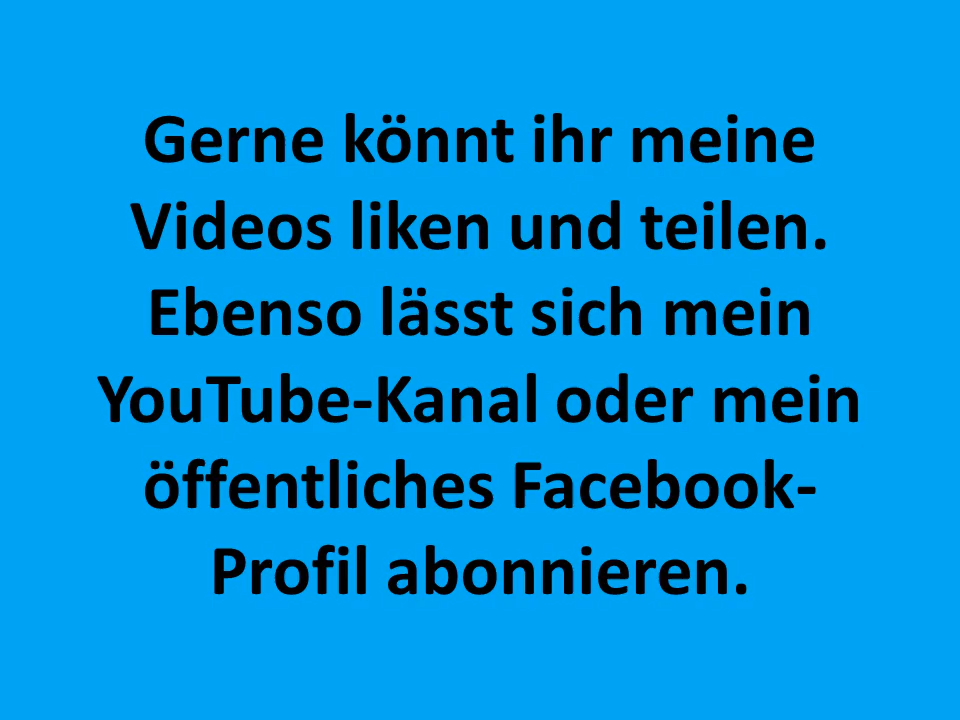 Gerne könnt ihr meine
Videos liken und teilen.
Ebenso lässt sich mein
YouTube-Kanal oder mein
öffentliches Facebook-
Profil abonnieren.